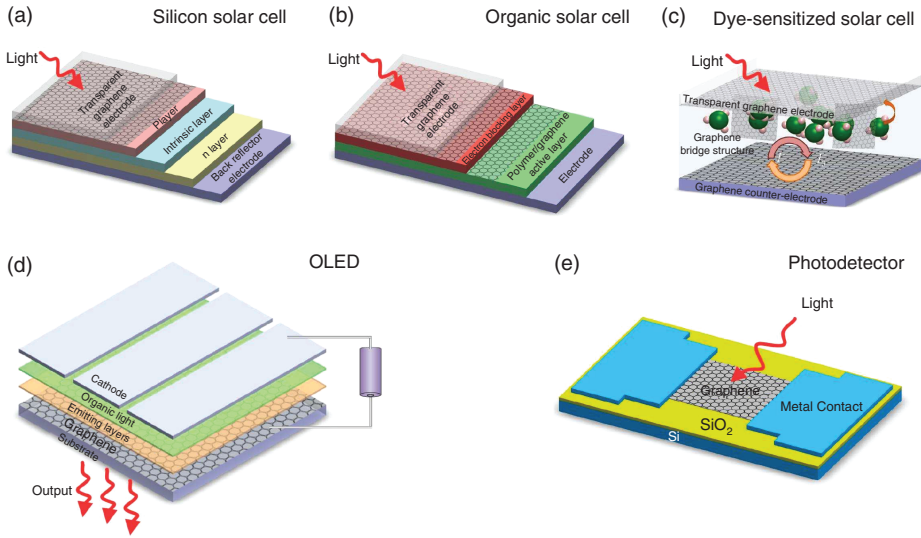 (a)
Silicon solar cell
Light
Transparent
graphene
electrode
Player
Intrinsic layer
n layer
Back reflector
electrode
(b)
Organic solar cell
Light
Transparent
graphene
electrode
Electron blocking layer
Polymer/graphene
active layer
Electrode
(c)
Dye-sensitized solar cell
Light
Transparent graphene electrode
Graphene
bridge structure
Graphene counter-electrode
(d)
OLED
Cathode
Organic light
Emitting layers
Graphene
Substrate
Output
(e)
Photodetector
Light
Graphene
Metal Contact
SiO₂
Si